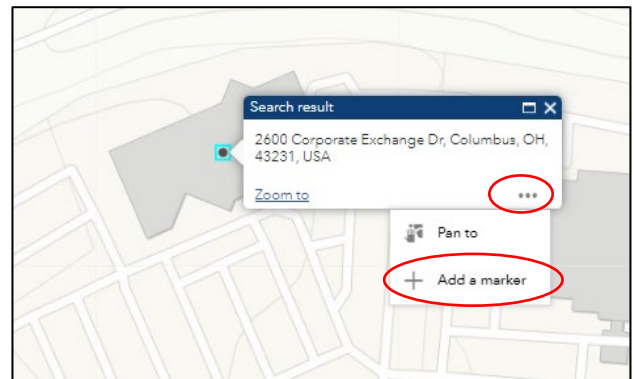 Search result
2600 Corporate Exchange Dr, Columbus, OH,
43231, USA
Zoom to
Pan to
Add a marker